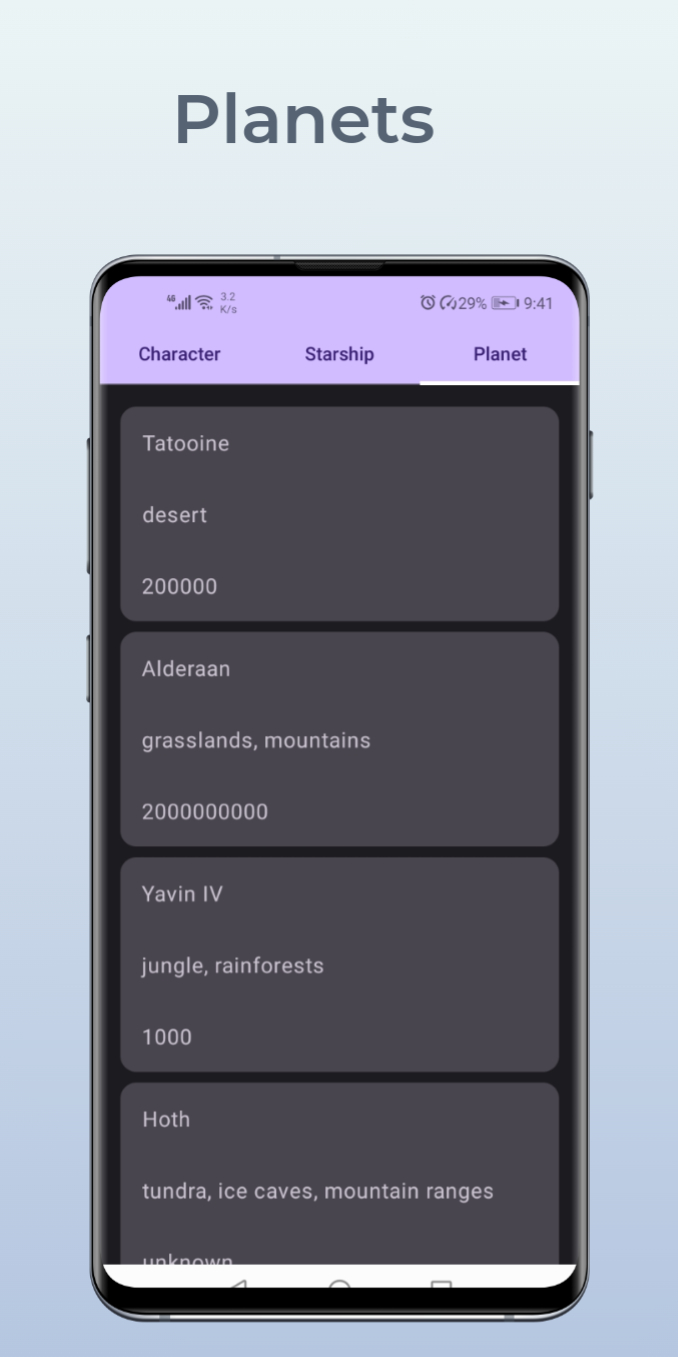 Planets
4G
3.2
K/s
29%
9:41
Character
Starship
Planet
Tatooine
desert
200000
Alderaan
grasslands, mountains
2000000000
Yavin IV
jungle, rainforests
1000
Hoth
tundra, ice caves, mountain ranges
unknown